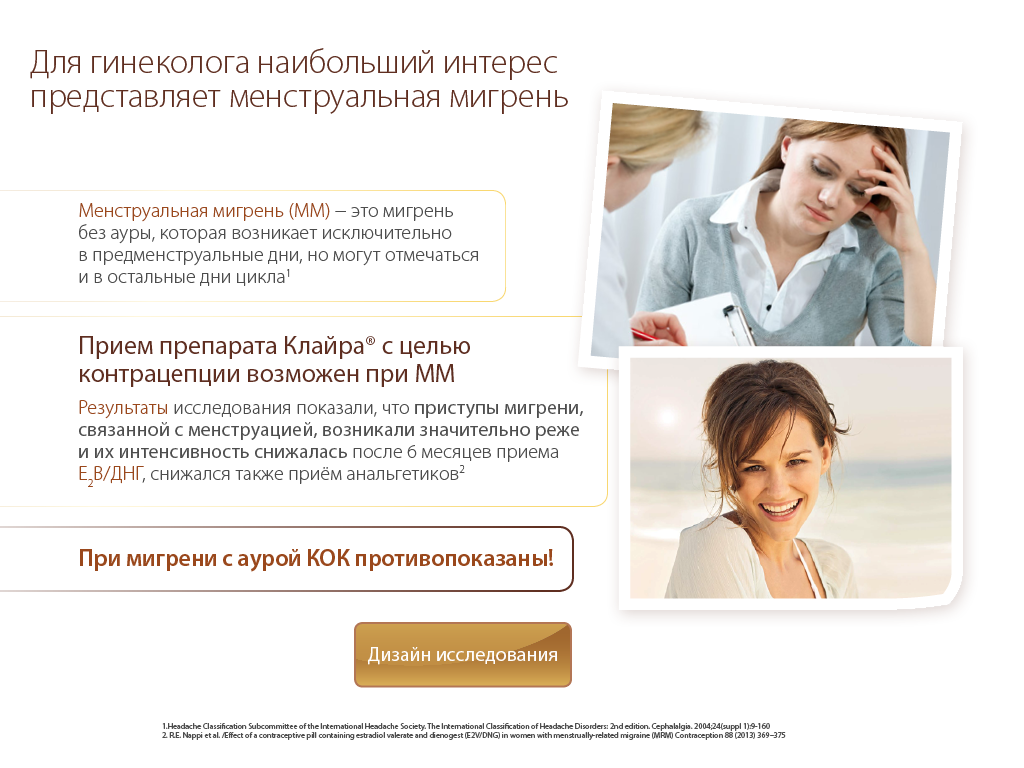 Для гинеколога наибольший интерес
представляет менструальная мигрень
Менструальная мигрень (ММ) – это мигрень
без ауры, которая возникает исключительно
в предменструальные дни, но могут отмечаться
и в остальные дни цикла¹
Прием препарата Клайра® с целью
контрацепции возможен при ММ
Результаты исследования показали, что приступы мигрени,
связанной с менструацией, возникали значительно реже
и их интенсивность снижалась после 6 месяцев приема
E₂В/ДНГ, снижался также приём анальгетиков²
При мигрени с аурой КОК противопоказаны!
Дизайн исследования
1.Headache Classification Subcommittee of the International Headache Society. The International Classification of Headache Disorders: 2nd edition. Cephalalgia. 2004;24(suppl 1):9-160
2. R.E. Nappi et al. /Effect of a contraceptive pill containing estradiol valerate and dienogest (E2V/DNG) in women with menstrually-related migraine (MRM) Contraception 88 (2013) 369–375